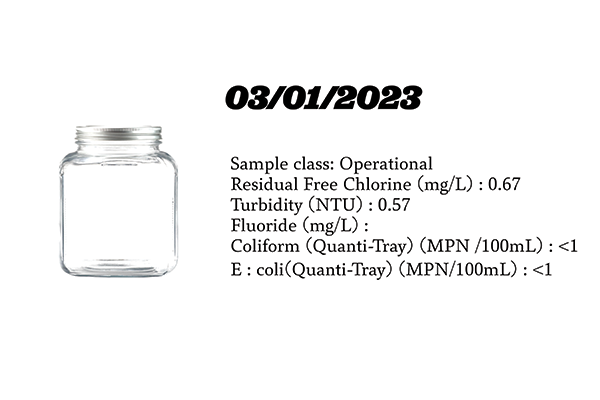 03/01/2023
Sample class: Operational
Residual Free Chlorine (mg/L) : 0.67
Turbidity (NTU) : 0.57
Fluoride (mg/L) :
Coliform (Quanti-Tray) (MPN /100mL) : <1
E : coli(Quanti-Tray) (MPN/100mL) : <1